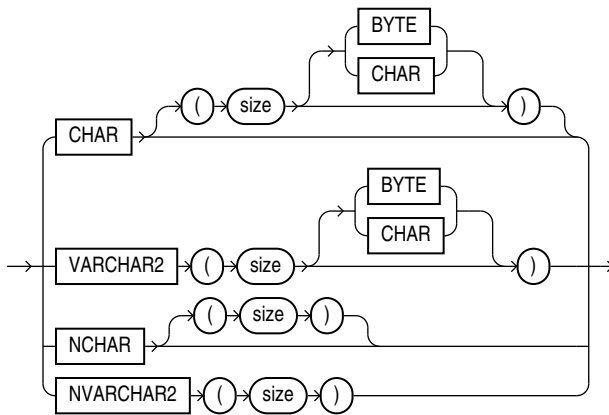 BYTE
( size CHAR )
CHAR
BYTE
CHAR
VARCHAR2 ( size )
( size )
NCHAR
NVARCHAR2 ( size )